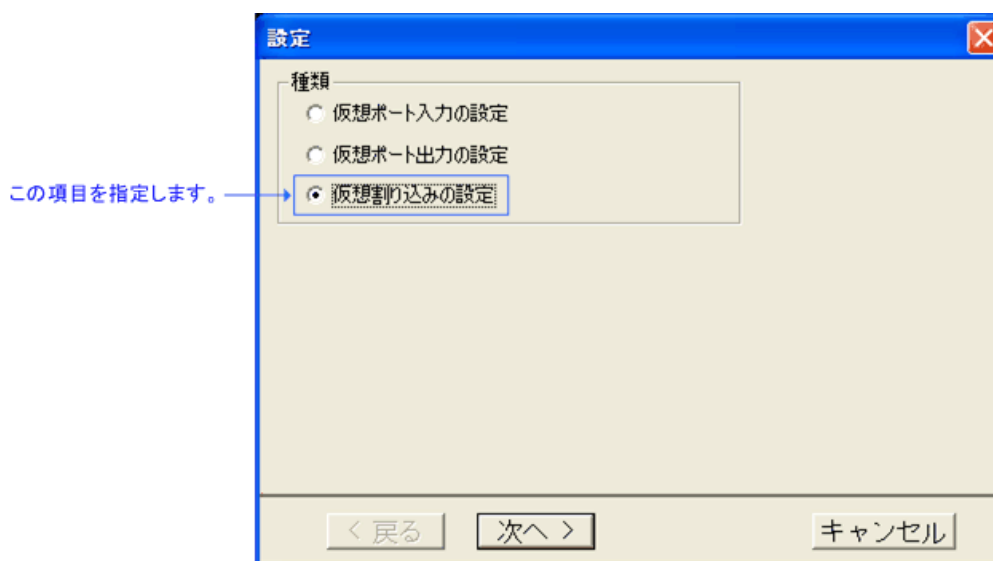 設定
種類
仮想ポート入力の設定
仮想ポート出力の設定
この項目を指定します。
仮想割り込みの設定
< 戻る
次へ >
キャンセル